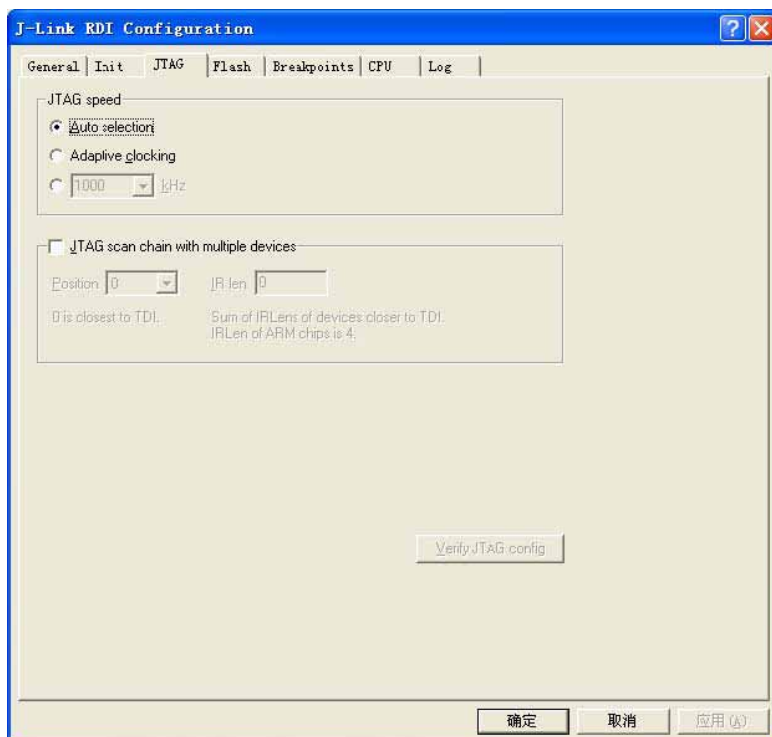 J-Link RDI Configuration
General Init JTAG Flash Breakpoints CPU Log
JTAG speed
Auto selection
Adaptive clocking
1000 kHz
JTAG scan chain with multiple devices
Position 0 IR len 0
0 is closest to TDI. Sum of IRLens of devices closer to TDI.
IRLen of ARM chips is 4.
Verify JTAG config
确定 取消 应用(A)